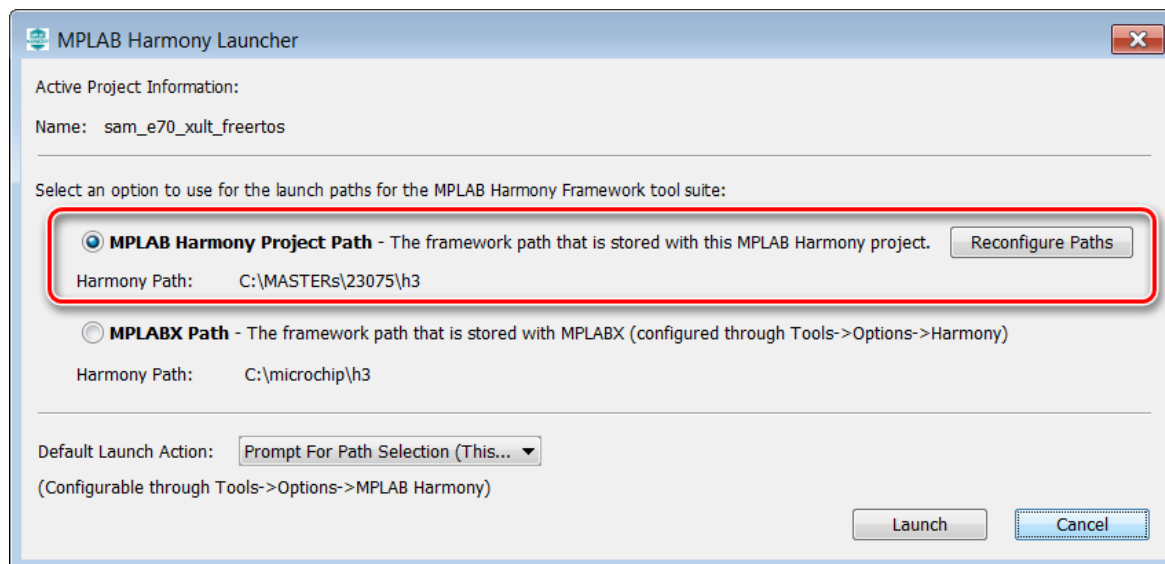 MPLAB Harmony Launcher
Active Project Information:
Name: sam_e70_xult_freertos
Select an option to use for the launch paths for the MPLAB Harmony Framework tool suite:
MPLAB Harmony Project Path - The framework path that is stored with this MPLAB Harmony project. Reconfigure Paths
Harmony Path: C:\MASTERs\23075\h3
MPLABX Path - The framework path that is stored with MPLABX (configured through Tools->Options->Harmony)
Harmony Path: C:\microchip\h3
Default Launch Action: Prompt For Path Selection (This...
(Configurable through Tools->Options->MPLAB Harmony)
Launch Cancel